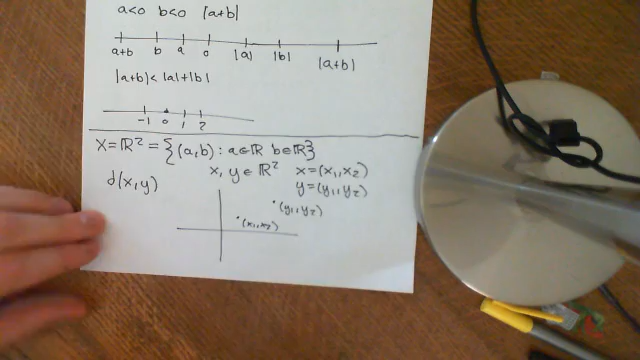 a<0 b<0 |a+b|
a+b b a 0 |a| |b| |a+b|
|a+b| < |a|+|b|
-1 0 1 2
X=ℝ² = {(a,b) : a∈ℝ b∈ℝ}
x, y ∈ ℝ² x=(x₁,x₂)
d(x,y) y=(y₁,y₂)
(y₁,y₂)
(x₁,x₂)